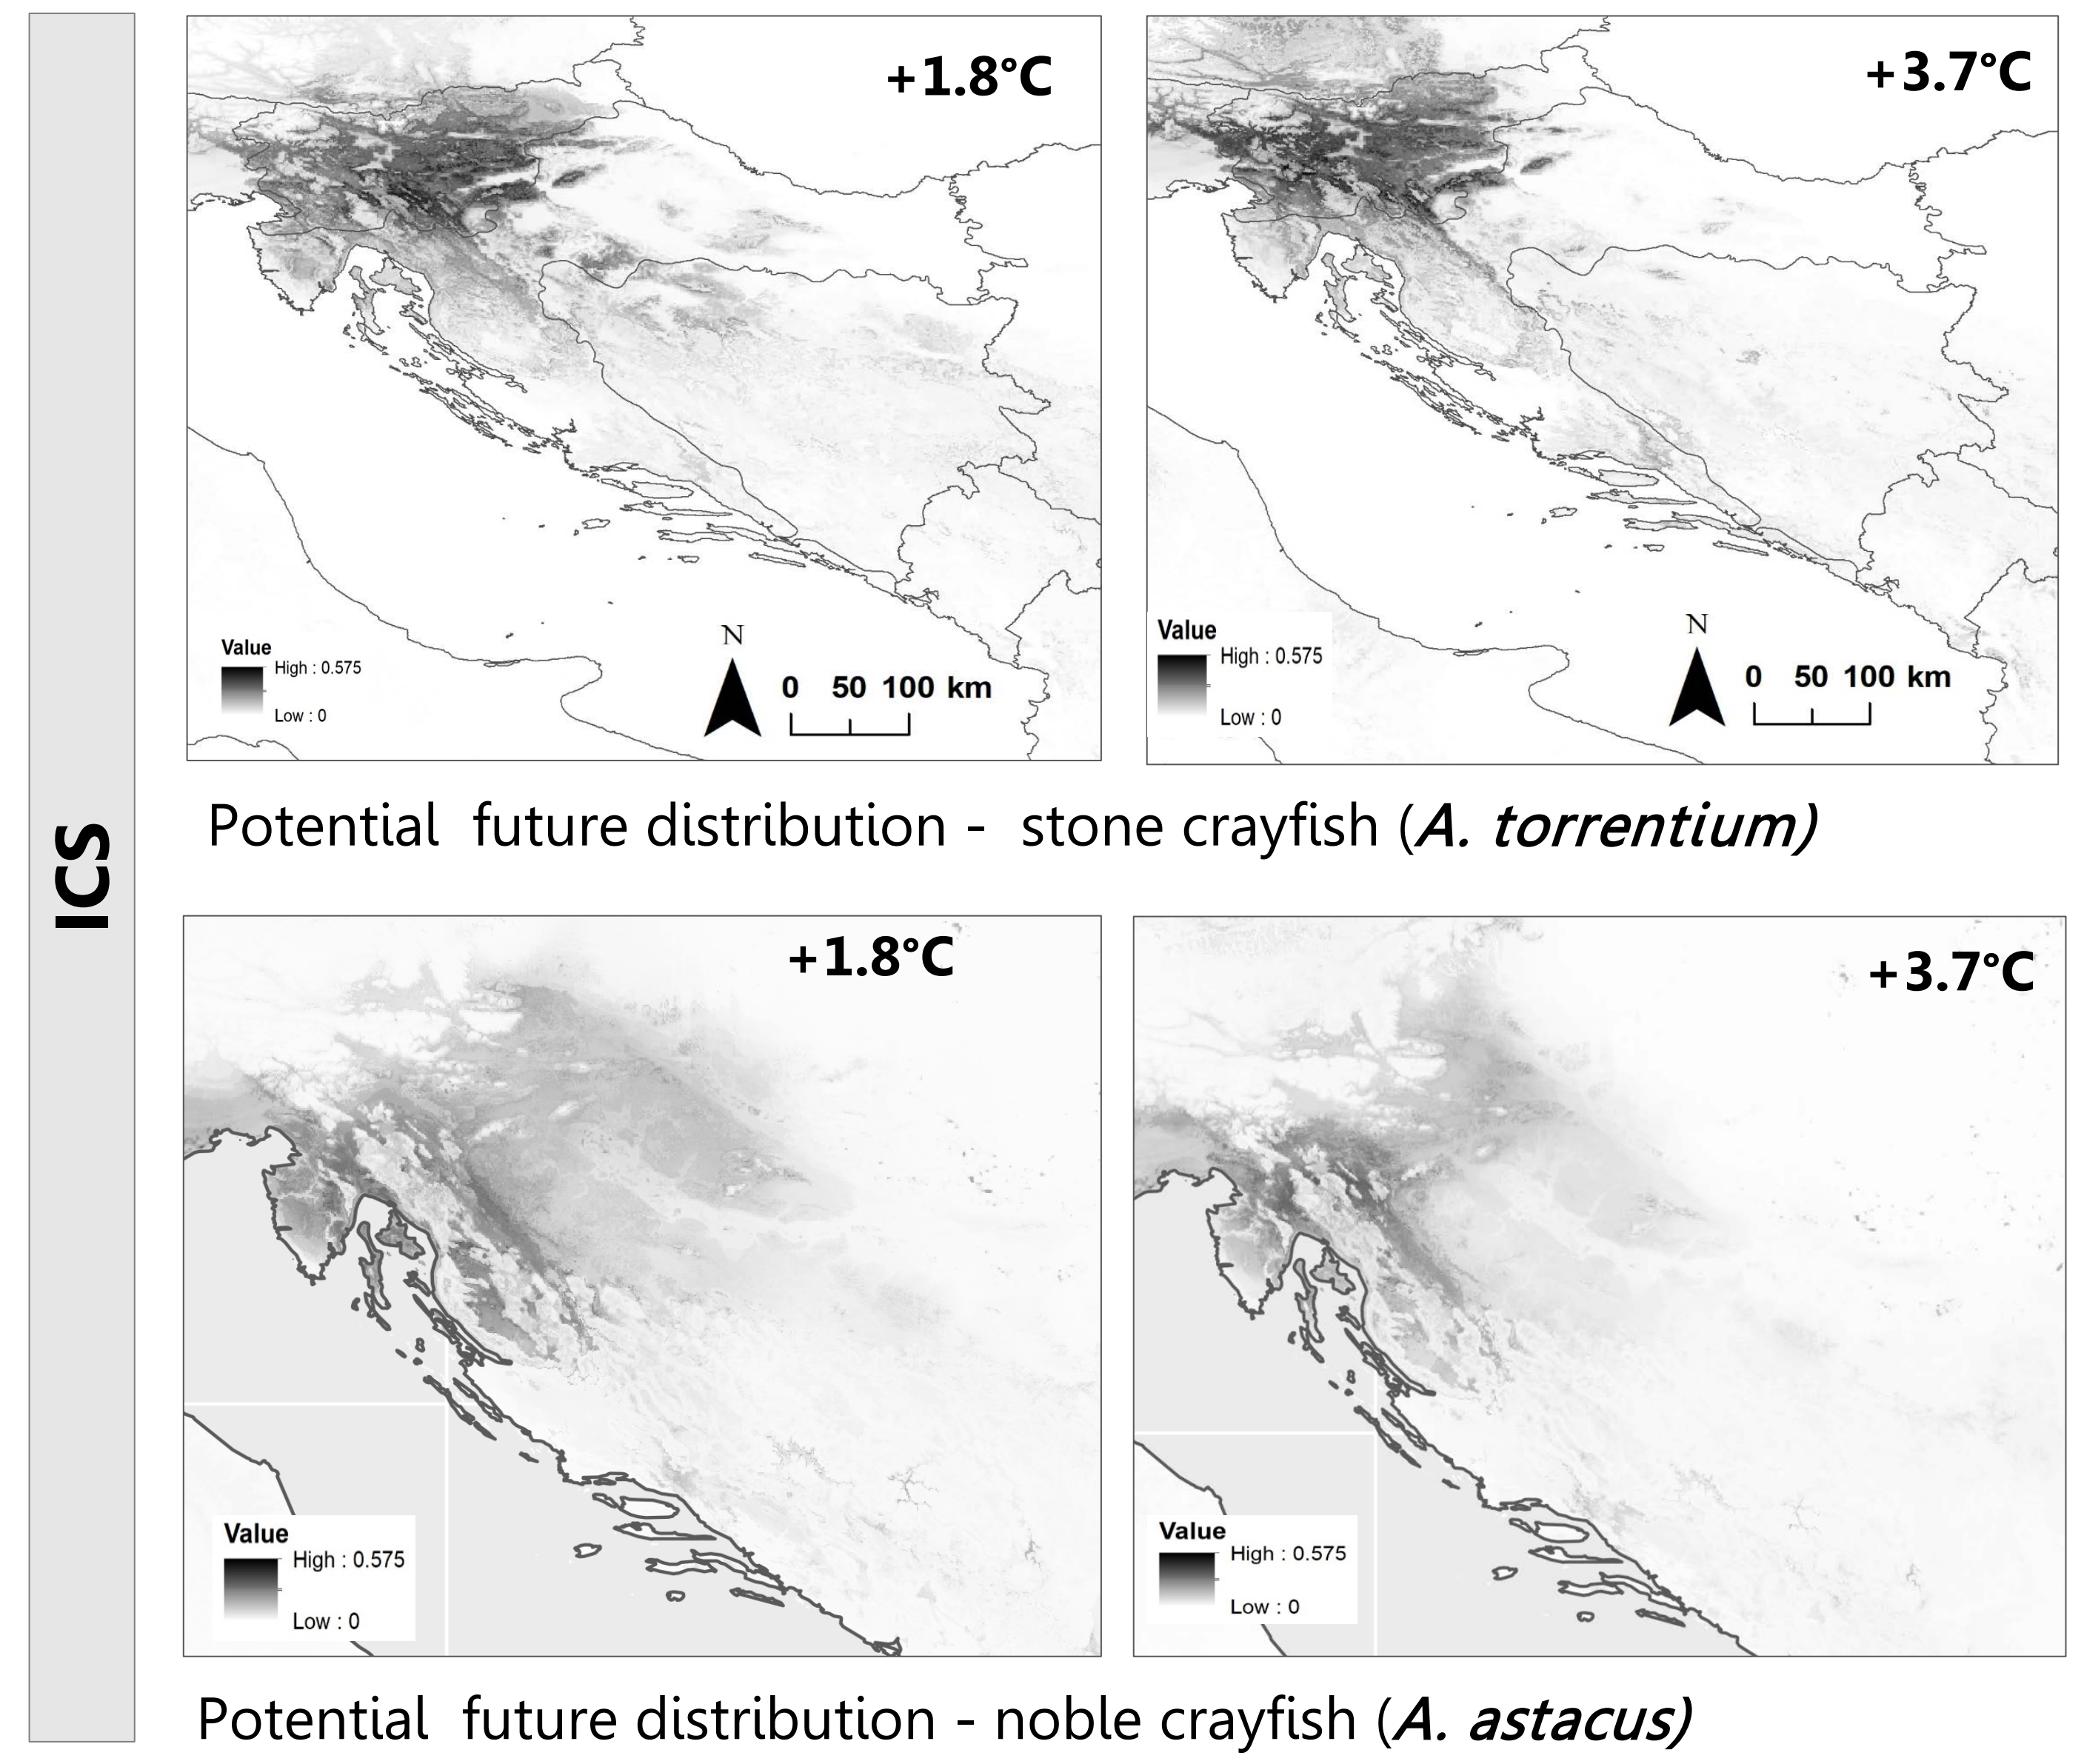 ICS
+1.8°C
Value
High : 0.575
Low : 0
N
0 50 100 km
+3.7°C
Value
High : 0.575
Low : 0
N
0 50 100 km
Potential future distribution - stone crayfish (A. torrentium)
+1.8°C
Value
High : 0.575
Low : 0
+3.7°C
Value
High : 0.575
Low : 0
Potential future distribution - noble crayfish (A. astacus)